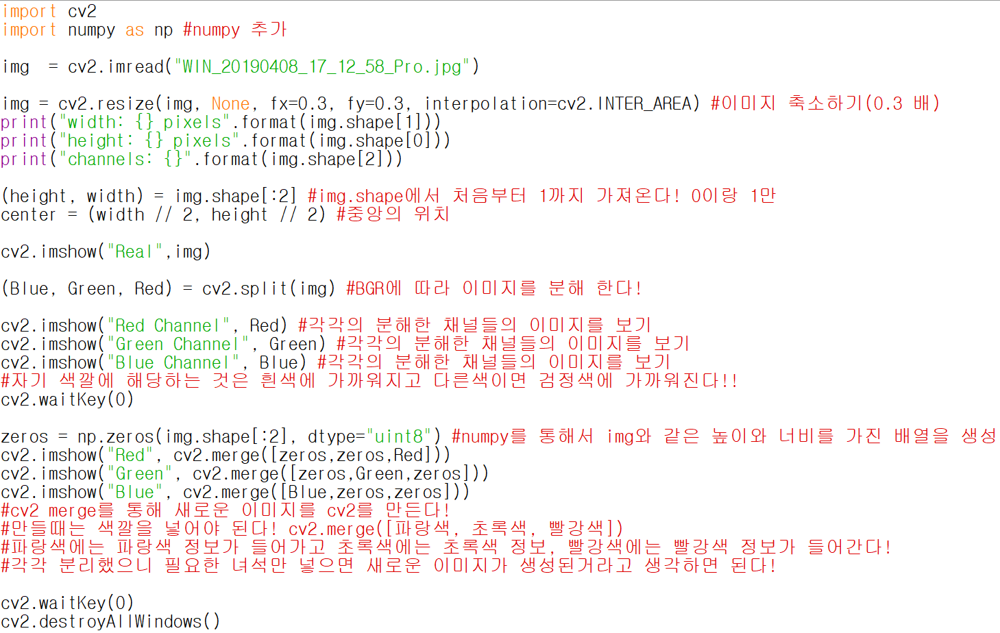 import cv2
import numpy as np #numpy 추가
img  = cv2.imread("WIN_20190408_17_12_58_Pro.jpg")
img = cv2.resize(img, None, fx=0.3, fy=0.3, interpolation=cv2.INTER_AREA) #이미지 축소하기(0.3 배)
print("width: {} pixels".format(img.shape[1]))
print("height: {} pixels".format(img.shape[0]))
print("channels: {}".format(img.shape[2]))
(height, width) = img.shape[:2] #img.shape에서 처음부터 1까지 가져온다! 0이랑 1만
center = (width // 2, height // 2) #중앙의 위치
cv2.imshow("Real",img)
(Blue, Green, Red) = cv2.split(img) #BGR에 따라 이미지를 분해 한다!
cv2.imshow("Red Channel", Red) #각각의 분해한 채널들의 이미지를 보기
cv2.imshow("Green Channel", Green) #각각의 분해한 채널들의 이미지를 보기
cv2.imshow("Blue Channel", Blue) #각각의 분해한 채널들의 이미지를 보기
#자기 색깔에 해당하는 것은 흰색에 가까워지고 다른색이면 검정색에 가까워진다!!
cv2.waitKey(0)
zeros = np.zeros(img.shape[:2], dtype="uint8") #numpy를 통해서 img와 같은 높이와 너비를 가진 배열을 생성
cv2.imshow("Red", cv2.merge([zeros,zeros,Red]))
cv2.imshow("Green", cv2.merge([zeros,Green,zeros]))
cv2.imshow("Blue", cv2.merge([Blue,zeros,zeros]))
#cv2 merge를 통해 새로운 이미지를 cv2를 만든다!
#만들때는 색깔을 넣어야 된다! cv2.merge([파랑색, 초록색, 빨강색])
#파랑색에는 파랑색 정보가 들어가고 초록색에는 초록색 정보, 빨강색에는 빨강색 정보가 들어간다!
#각각 분리했으니 필요한 녀석만 넣으면 새로운 이미지가 생성된거라고 생각하면 된다!
cv2.waitKey(0)
cv2.destroyAllWindows()